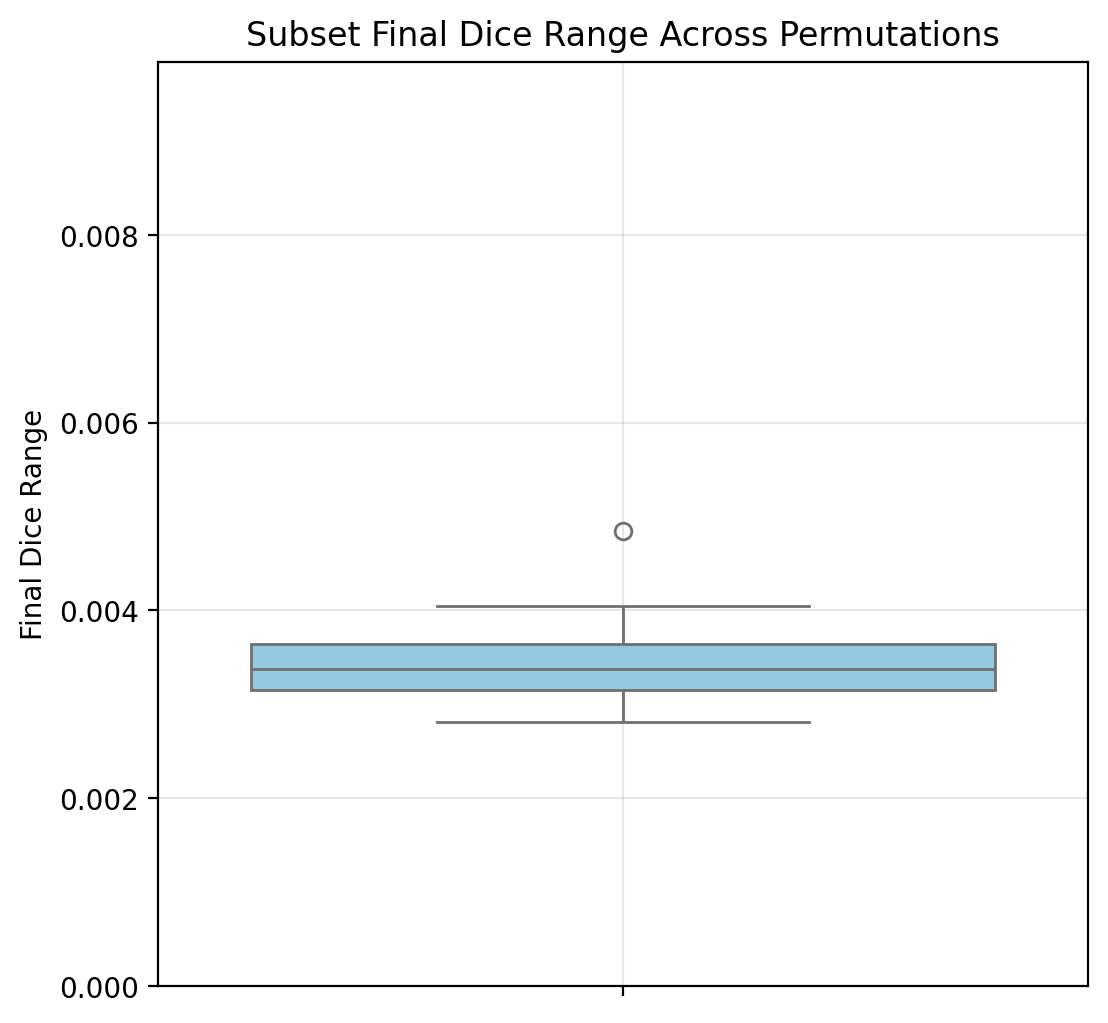 Subset Final Dice Range Across Permutations
Final Dice Range
0.008
0.006
0.004
0.002
0.000